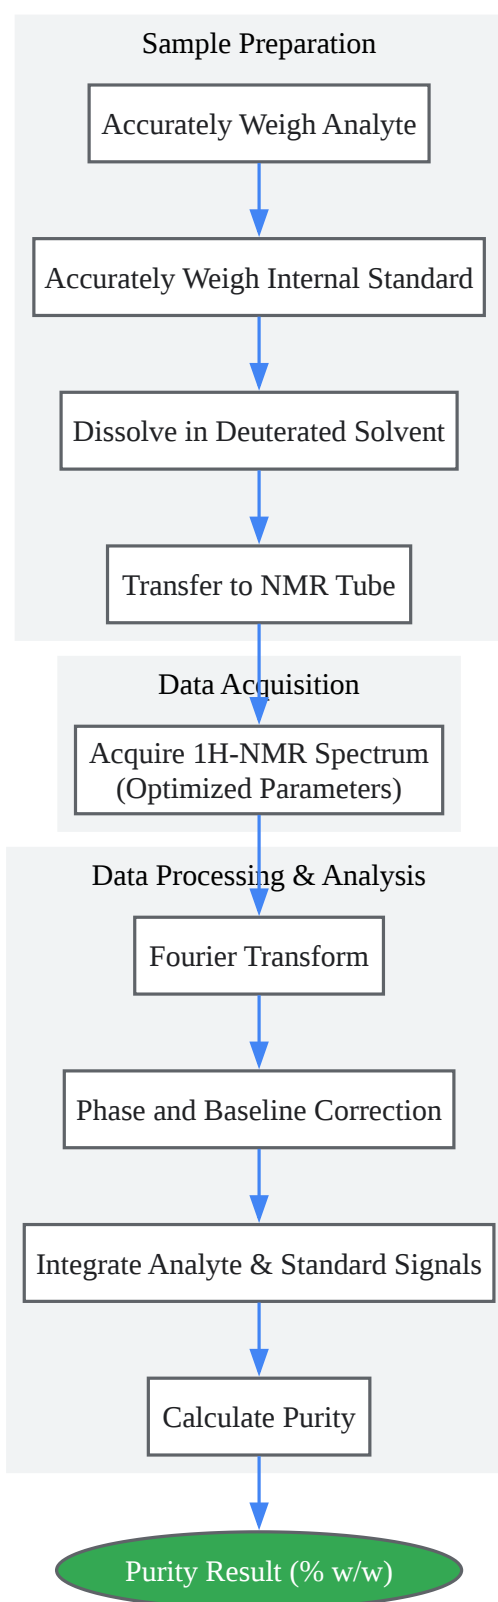 Sample Preparation
Accurately Weigh Analyte
Accurately Weigh Internal Standard
Dissolve in Deuterated Solvent
Transfer to NMR Tube
Data Acquisition
Acquire 1H-NMR Spectrum
(Optimized Parameters)
Data Processing & Analysis
Fourier Transform
Phase and Baseline Correction
Integrate Analyte & Standard Signals
Calculate Purity
Purity Result (% w/w)